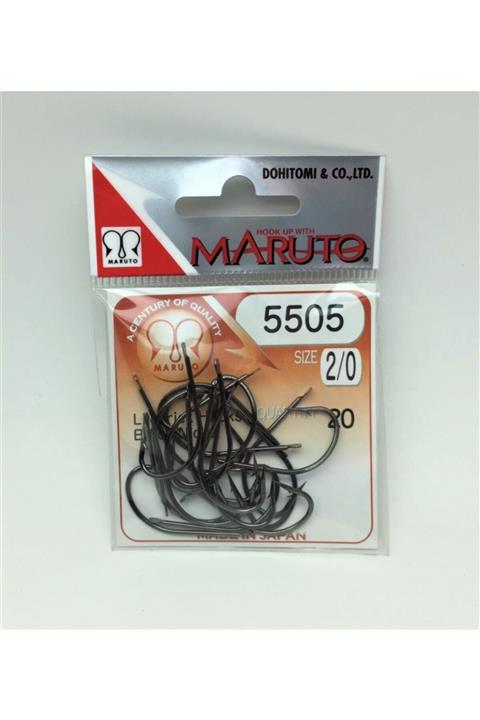 DOHITOMI & CO.,LTD.
HOOK UP WITH
MARUTO®
MARUTO
A CENTURY OF QUALITY
MARUTO
5505
SIZE 2/0
QUANTITY 20
MADE IN JAPAN